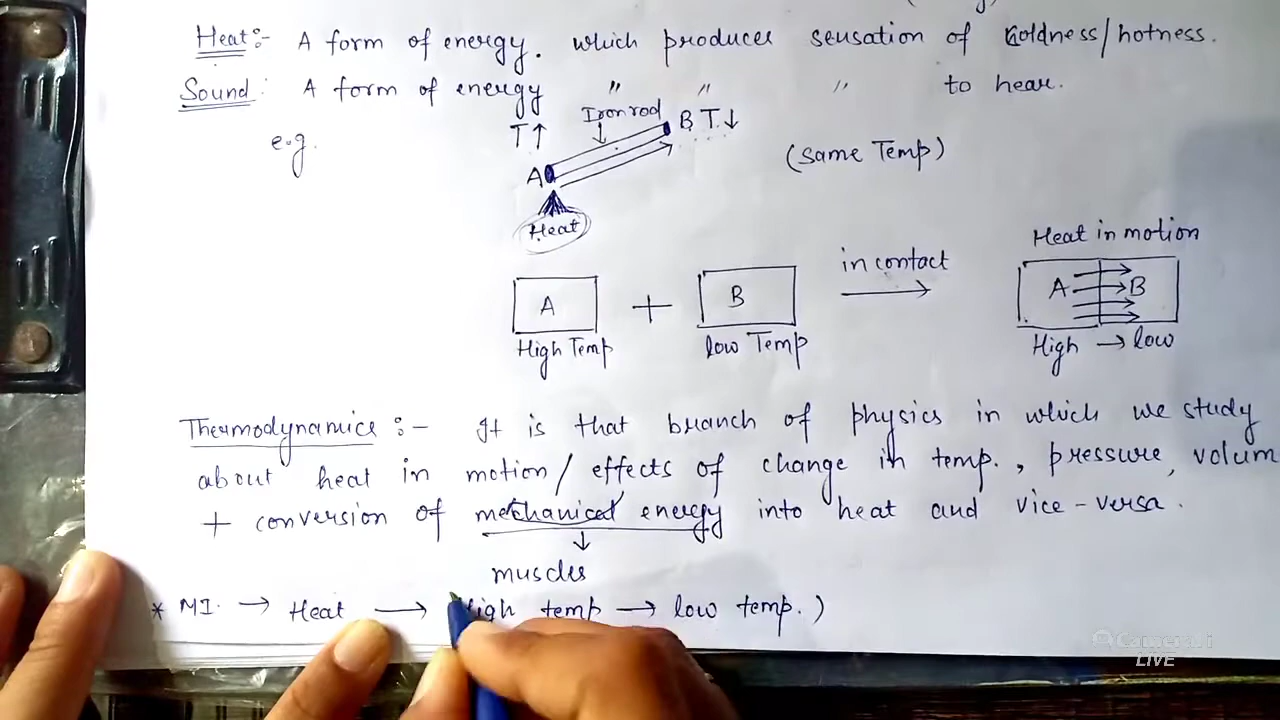 Heat :- A form of energy. which produces sensation of coldness/hotness.
Sound : A form of energy " " " to hear.
e.g.
T↑ Iron rod B T.↓
A
(Same Temp)
Heat
Heat in motion
A + B in contact → A B
High Temp low Temp High → low
Thermodynamics :- It is that branch of physics in which we study
about heat in motion/effects of change in temp., pressure, volum
+ conversion of mechanical energy into heat and vice-versa.
↓
muscles
* MI. → Heat → High temp → low temp.)
LIVE